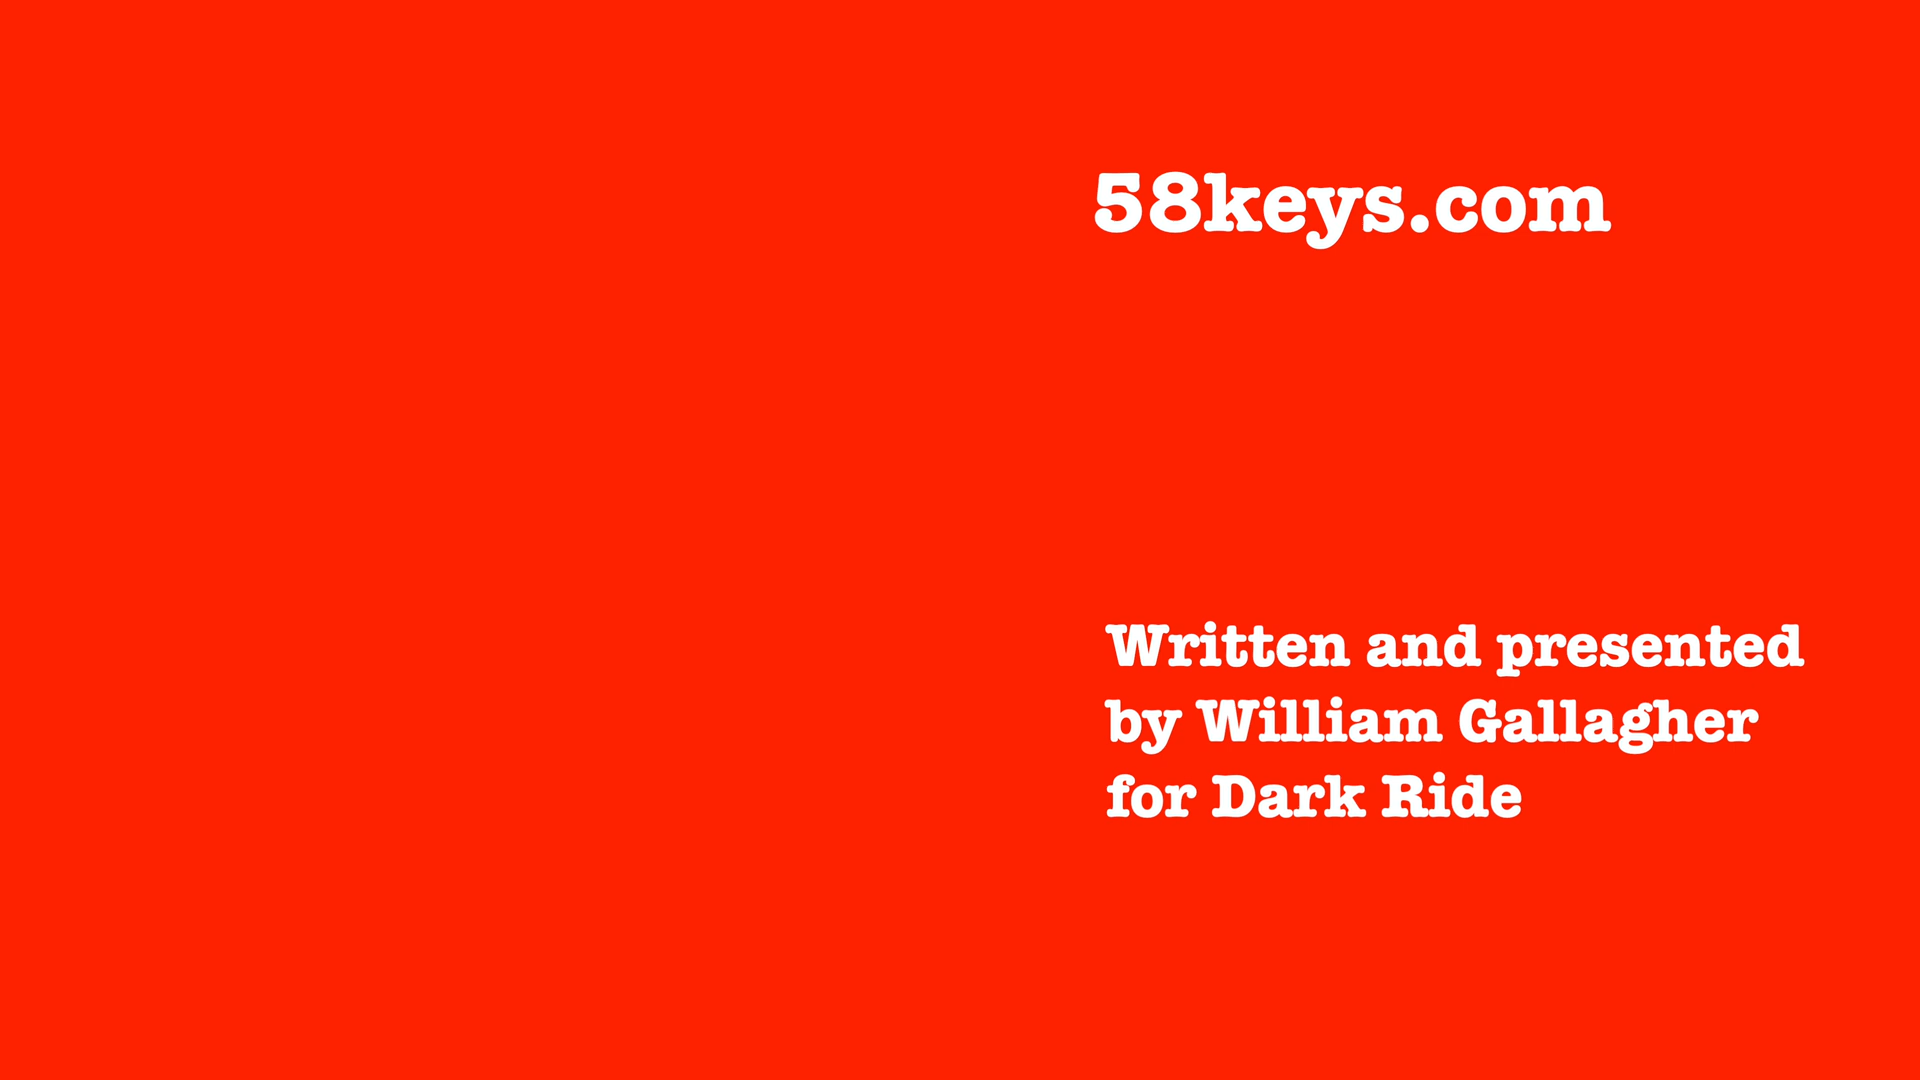 58keys.com
Written and presented
by William Gallagher
for Dark Ride